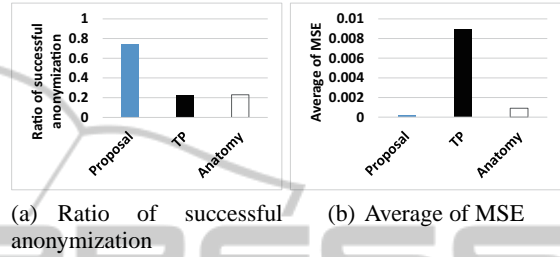 Ratio of successful
anonymization
1
0.8
0.6
0.4
0.2
0
Proposal
TP
Anatomy
Average of MSE
0.01
0.008
0.006
0.004
0.002
0
Proposal
TP
Anatomy
(a) Ratio of successful
anonymization
(b) Average of MSE